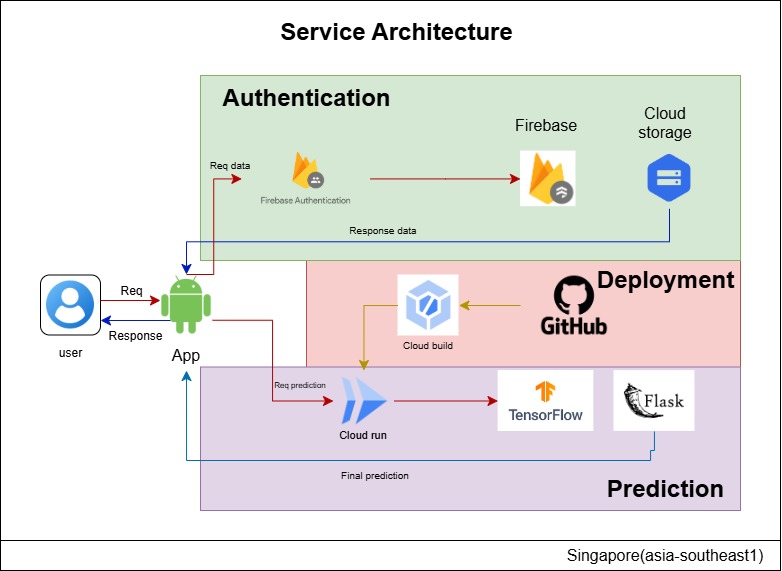 Service Architecture
Authentication
Firebase
Cloud
storage
Req data
Firebase Authentication
Response data
Deployment
Req
GitHub
Response
user
App
Cloud build
Req prediction
TensorFlow
Flask
Cloud run
Final prediction
Prediction
Singapore(asia-southeast1)